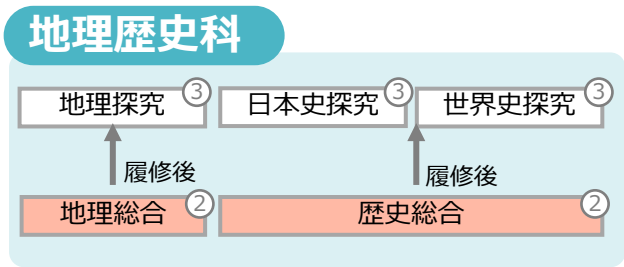 地理歴史科
地理探究 ③ 日本史探究 ③ 世界史探究 ③
履修後 履修後
地理総合 ② 歴史総合 ②